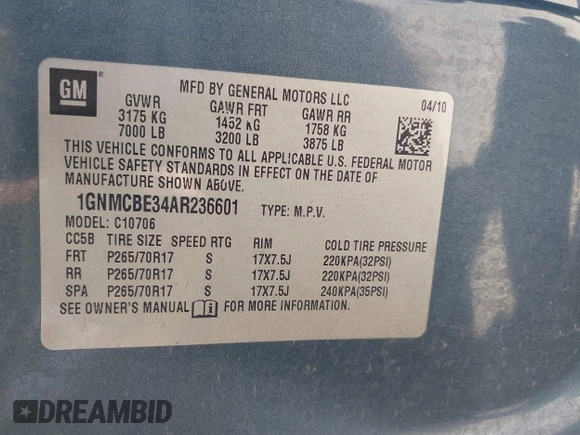 GM
®
MFD BY GENERAL MOTORS LLC
04/10
GVWR GAWR FRT GAWR RR
3175 KG 1452 KG 1758 KG
7000 LB 3200 LB 3875 LB
THIS VEHICLE CONFORMS TO ALL APPLICABLE U.S. FEDERAL MOTOR
VEHICLE SAFETY STANDARDS IN EFFECT ON THE DATE OF
MANUFACTURE SHOWN ABOVE.
1GNMCBE34AR236601 TYPE: M.P.V.
MODEL: C10706
CC5B TIRE SIZE SPEED RTG RIM COLD TIRE PRESSURE
FRT P265/70R17 S 17X7.5J 220KPA(32PSI)
RR P265/70R17 S 17X7.5J 220KPA(32PSI)
SPA P265/70R17 S 17X7.5J 240KPA(35PSI)
SEE OWNER'S MANUAL FOR MORE INFORMATION.
DREAMBID